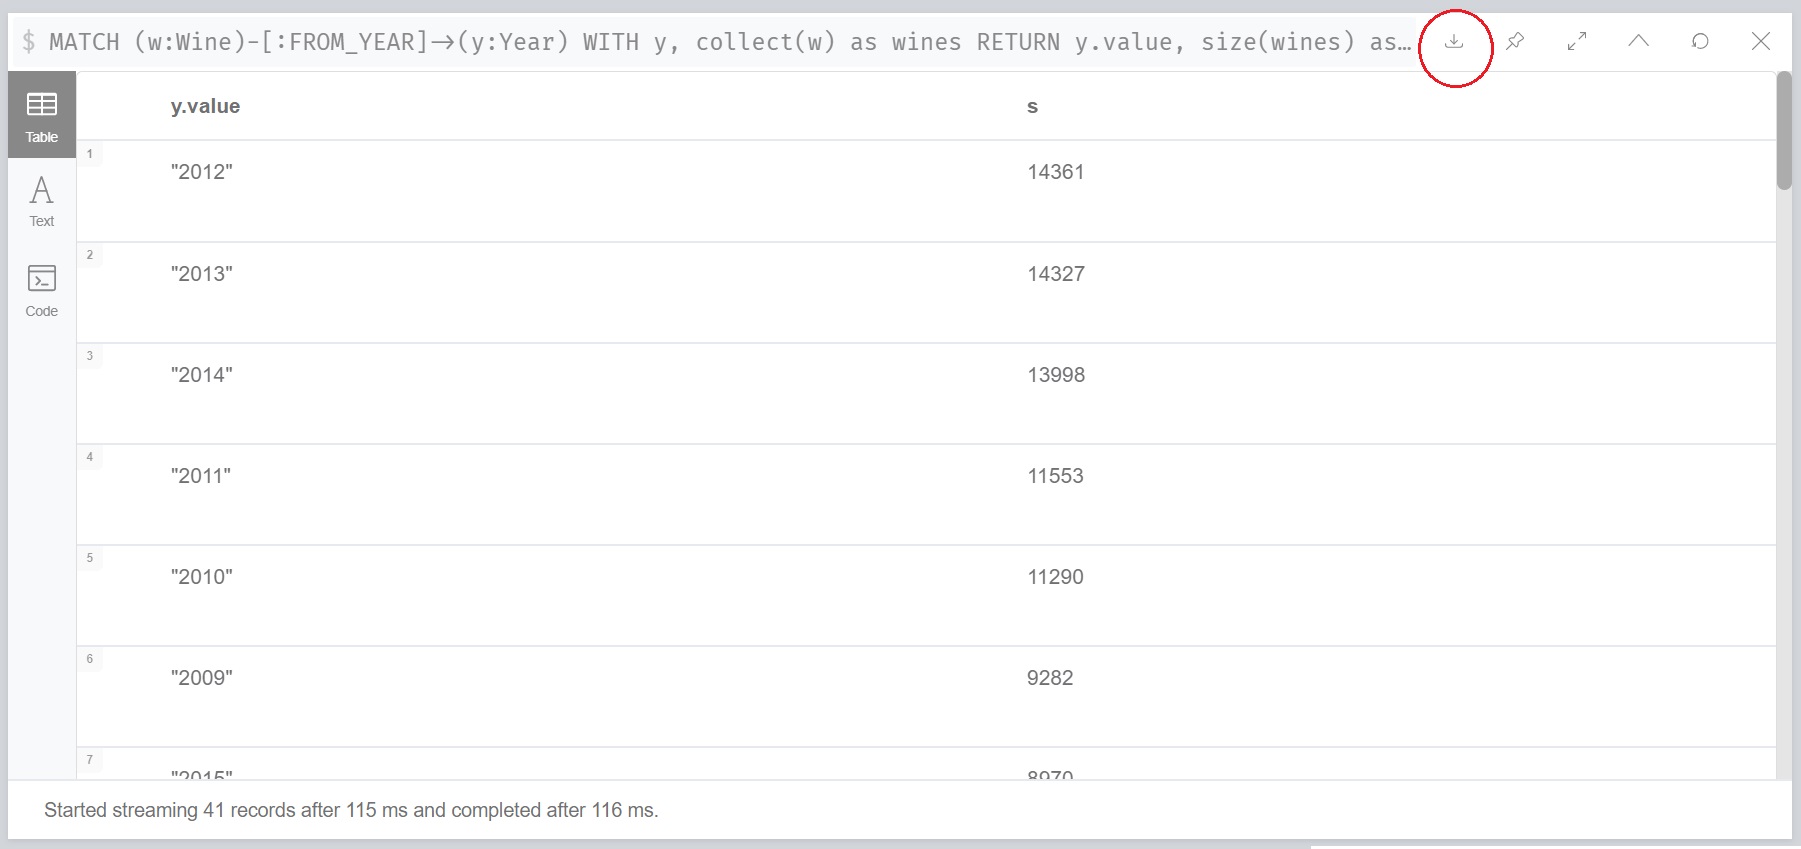 $ MATCH (w:Wine)-[:FROM_YEAR]->(y:Year) WITH y, collect(w) as wines RETURN y.value, size(wines) as…
Table
Text
Code
y.value s
1 "2012" 14361
2 "2013" 14327
3 "2014" 13998
4 "2011" 11553
5 "2010" 11290
6 "2009" 9282
7 "2015" 8970
Started streaming 41 records after 115 ms and completed after 116 ms.